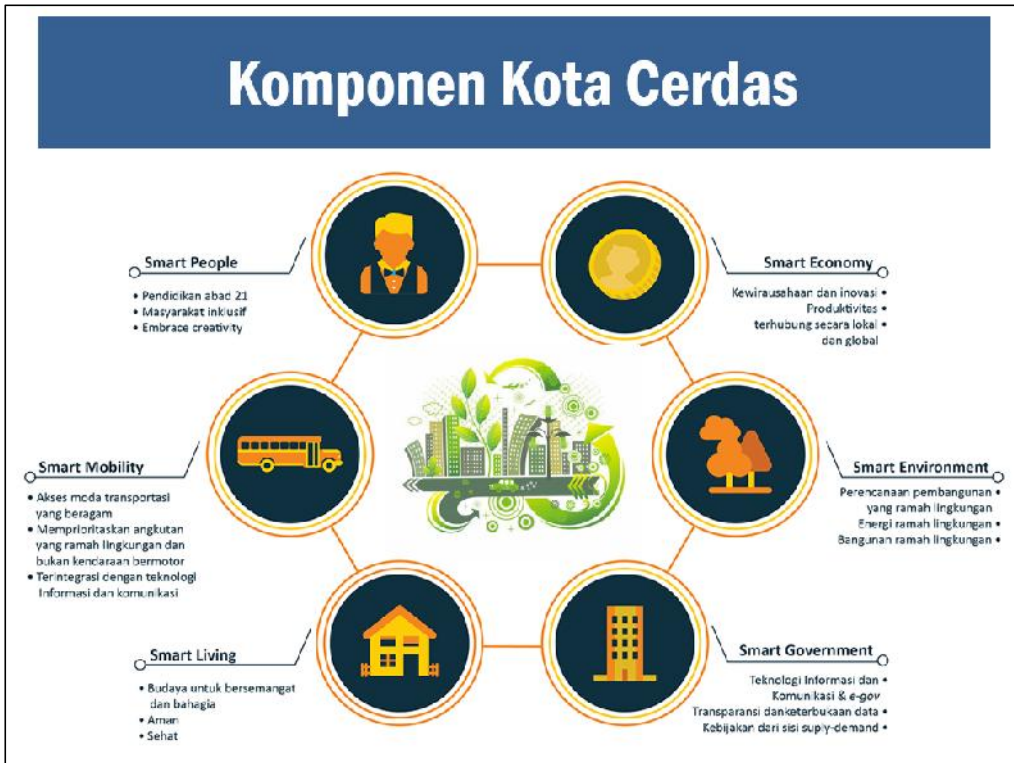 Komponen Kota Cerdas
Smart People
• Pendidikan abad 21
• Masyarakat inklusif
• Embrace creativity
Smart Economy
Kewirausahaan dan inovasi •
Produktivitas •
terhubung secara lokal •
dan global
Smart Mobility
• Akses moda transportasi
yang beragam
• Memprioritaskan angkutan
yang ramah lingkungan dan
bukan kendaraan bermotor
• Terintegrasi dengan teknologi
Informasi dan komunikasi
Smart Environment
Perencanaan pembangunan •
yang ramah lingkungan
Energi ramah lingkungan •
Bangunan ramah lingkungan •
Smart Living
• Budaya untuk bersemangat
dan bahagia
• Aman
• Sehat
Smart Government
Teknologi Informasi dan •
Komunikasi & e-gov
Transparansi danketerbukaan data •
Kebijakan dari sisi suply-demand •